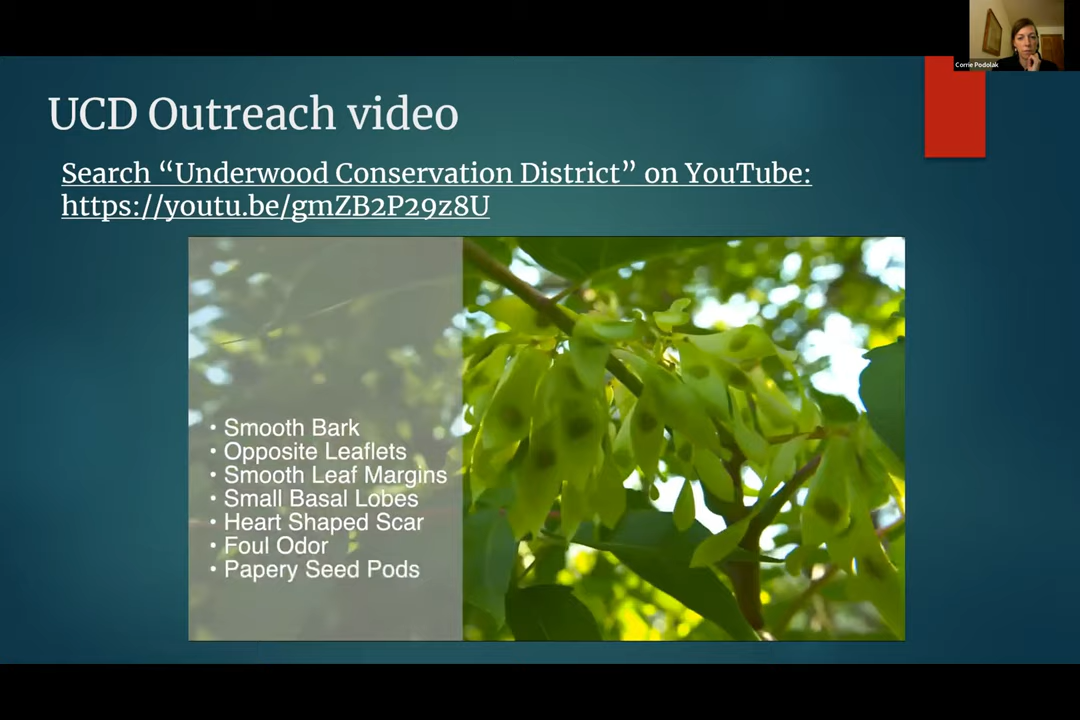 Corrie Podolak
UCD Outreach video
Search “Underwood Conservation District” on YouTube:
https://youtu.be/gmZB2P29z8U
• Smooth Bark
• Opposite Leaflets
• Smooth Leaf Margins
• Small Basal Lobes
• Heart Shaped Scar
• Foul Odor
• Papery Seed Pods